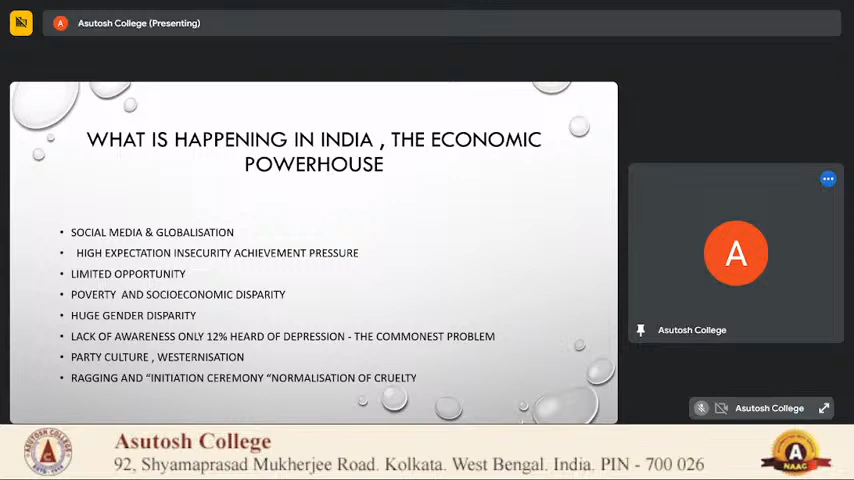 A Asutosh College (Presenting)
WHAT IS HAPPENING IN INDIA , THE ECONOMIC
POWERHOUSE
• SOCIAL MEDIA & GLOBALISATION
• HIGH EXPECTATION INSECURITY ACHIEVEMENT PRESSURE
• LIMITED OPPORTUNITY
• POVERTY AND SOCIOECONOMIC DISPARITY
• HUGE GENDER DISPARITY
• LACK OF AWARENESS ONLY 12% HEARD OF DEPRESSION - THE COMMONEST PROBLEM
• PARTY CULTURE , WESTERNISATION
• RAGGING AND “INITIATION CEREMONY “NORMALISATION OF CRUELTY
A
Asutosh College
Asutosh College
ASUTOSH COLLEGE
Asutosh College
92, Shyamaprasad Mukherjee Road. Kolkata. West Bengal. India. PIN - 700 026
A
NAAC